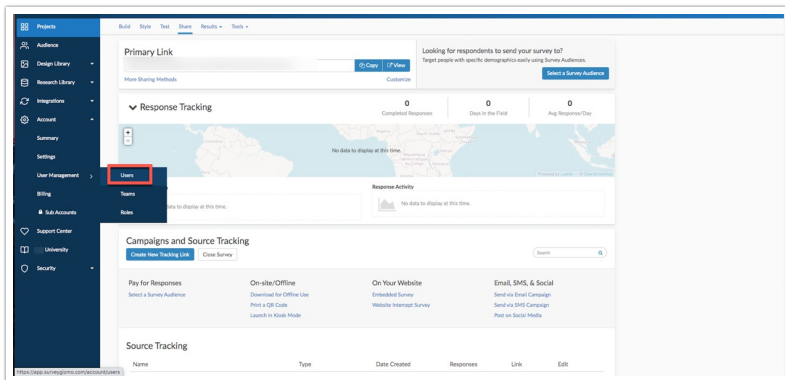 Projects
Audience
Design Library
Research Library
Integrations
Account
Summary
Settings
User Management
Billing
Sub Accounts
Support Center
University
Security
Users
Teams
Roles
Build Style Test Share Results Tools
Primary Link
Copy View
More Sharing Methods Customize
Looking for respondents to send your survey to?
Target people with specific demographics easily using Survey Audiences.
Select a Survey Audience
Response Tracking
0 0 0
Completed Responses Days in the Field Avg Response/Day
+
-
No data to display at this time.
Response Activity
data to display at this time.
No data to display at this time.
Campaigns and Source Tracking
Create New Tracking Link Close Survey
Search
Pay for Responses On-site/Offline On Your Website Email, SMS, & Social
Select a Survey Audience Download for Offline Use Embedded Survey Send via Email Campaign
Print a QR Code Website Intercept Survey Send via SMS Campaign
Launch in Kiosk Mode Post on Social Media
Source Tracking
Name Type Date Created Responses Link Edit
https://app.surveygizmo.com/account/users